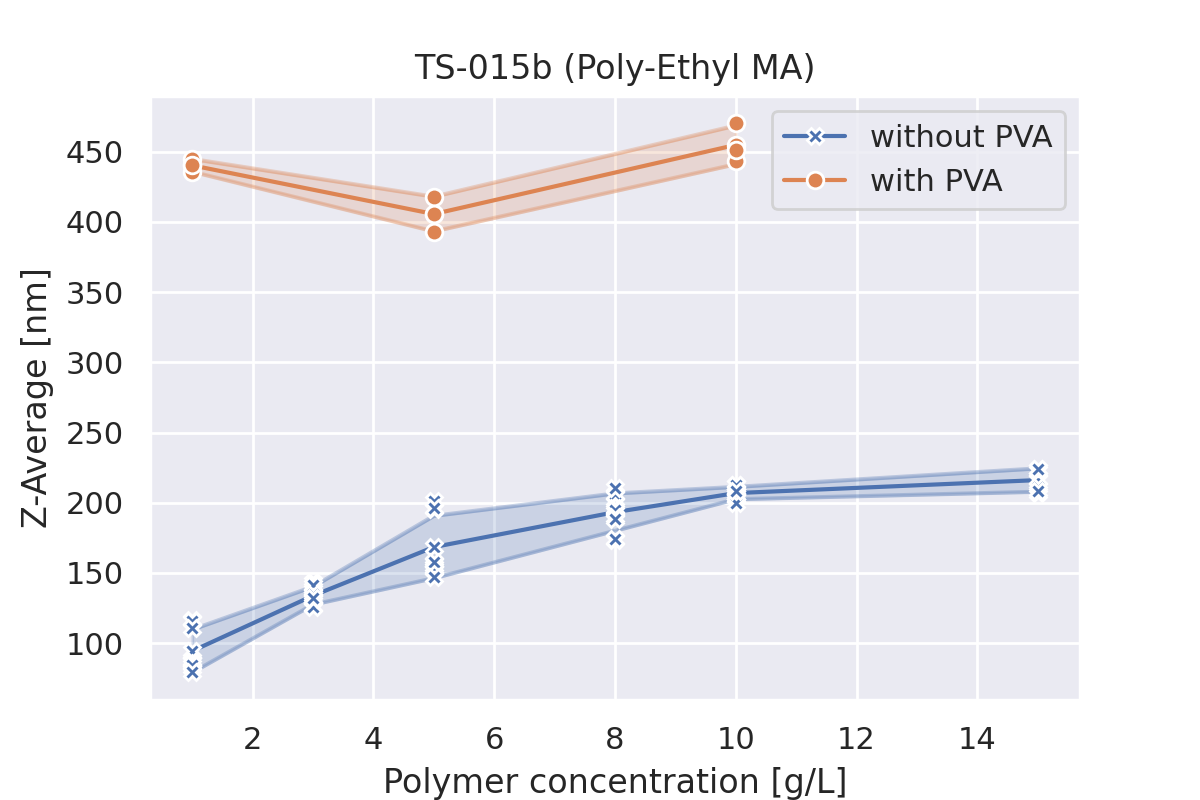 TS-015b (Poly-Ethyl MA)
without PVA
with PVA
Z-Average [nm]
450
400
350
300
250
200
150
100
2 4 6 8 10 12 14
Polymer concentration [g/L]